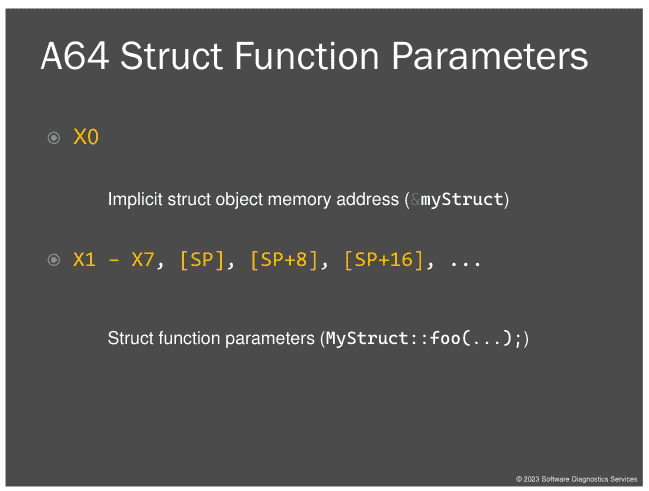 A64 Struct Function Parameters
X0
Implicit struct object memory address (&myStruct)
X1 – X7, [SP], [SP+8], [SP+16], ...
Struct function parameters (MyStruct::foo(...);)
© 2023 Software Diagnostics Services